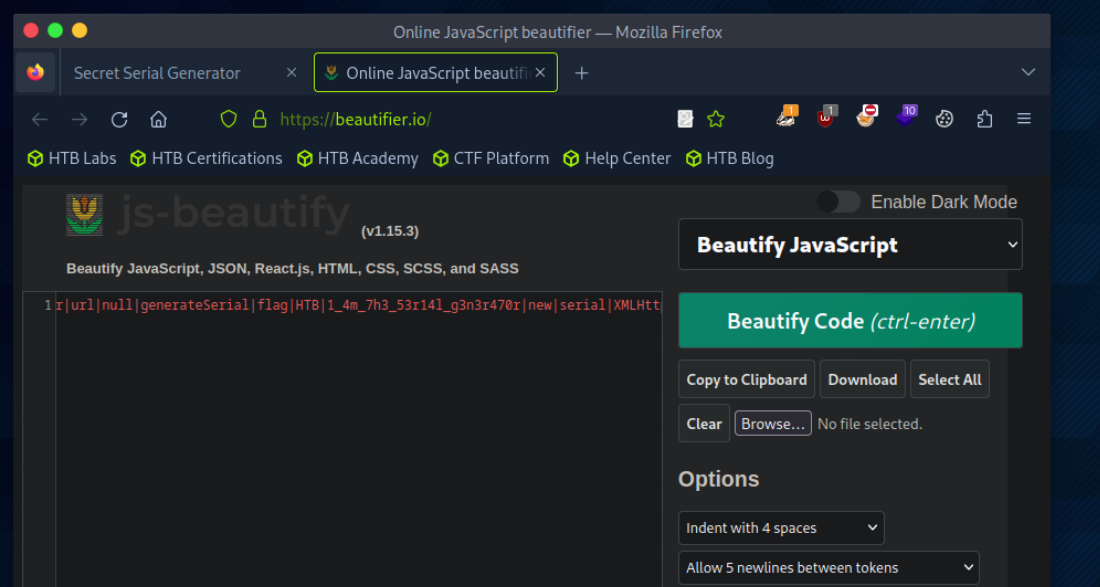 Online JavaScript beautifier — Mozilla Firefox
Secret Serial Generator
Online JavaScript beautifi
https://beautifier.io/
1
1
10
HTB Labs
HTB Certifications
HTB Academy
CTF Platform
Help Center
HTB Blog
js-beautify
(v1.15.3)
Enable Dark Mode
Beautify JavaScript
Beautify JavaScript, JSON, React.js, HTML, CSS, SCSS, and SASS
1 r|url|null|generateSerial|flag|HTB|1_4m_7h3_53r14l_g3n3r470r|new|serial|XMLHtt
Beautify Code (ctrl-enter)
Copy to Clipboard
Download
Select All
Clear
Browse...
No file selected.
Options
Indent with 4 spaces
Allow 5 newlines between tokens